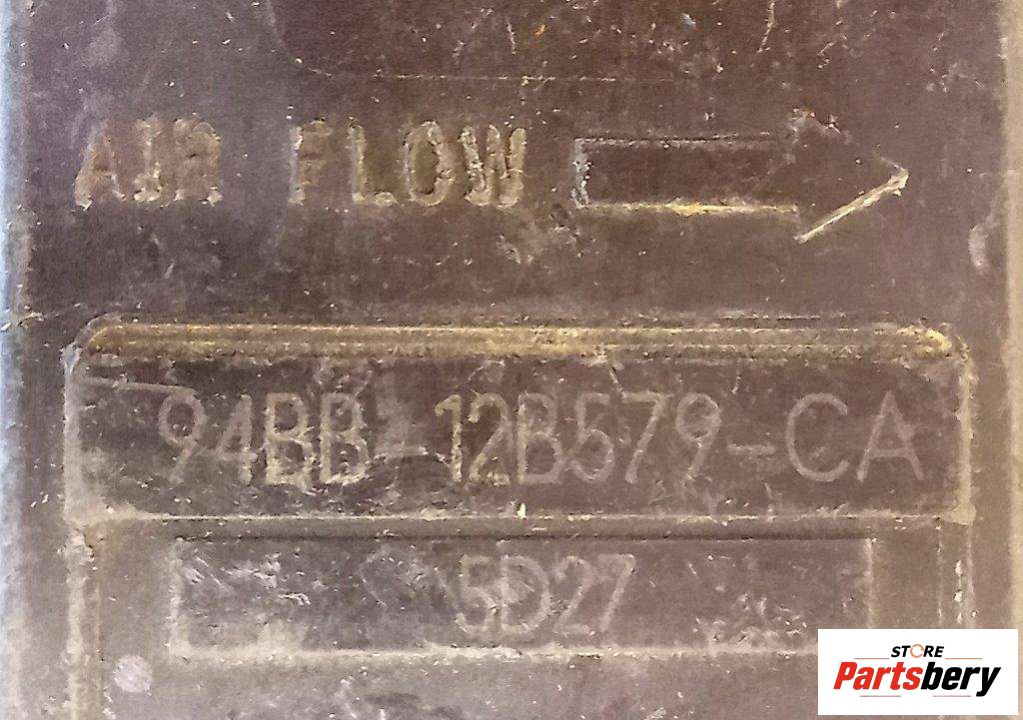 AIR FLOW
94BB-12B579-CA
5D27
STORE
Partsbery